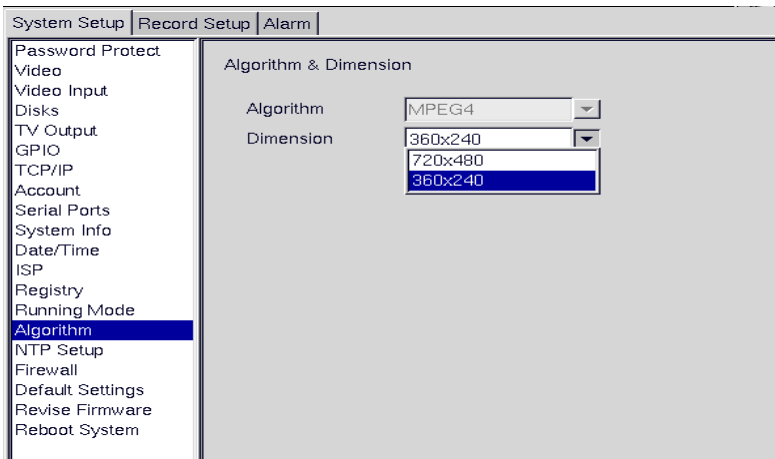 System Setup Record Setup Alarm
Password Protect
Video
Video Input
Disks
TV Output
GPIO
TCP/IP
Account
Serial Ports
System Info
Date/Time
ISP
Registry
Running Mode
Algorithm
NTP Setup
Firewall
Default Settings
Revise Firmware
Reboot System
Algorithm & Dimension
Algorithm MPEG4
Dimension 360x240
720x480
360x240